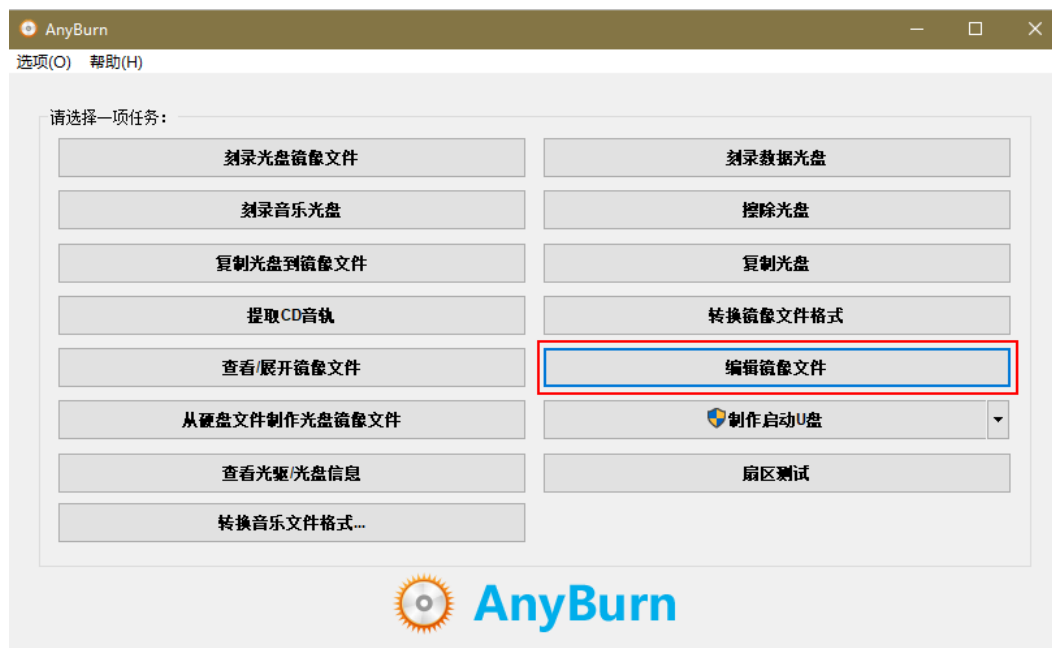 AnyBurn
选项(O) 帮助(H)
请选择一项任务：
刻录光盘镜像文件 刻录数据光盘
刻录音乐光盘 擦除光盘
复制光盘到镜像文件 复制光盘
提取CD音轨 转换镜像文件格式
查看/展开镜像文件 编辑镜像文件
从硬盘文件制作光盘镜像文件 制作启动U盘
查看光驱/光盘信息 扇区测试
转换音乐文件格式...
AnyBurn